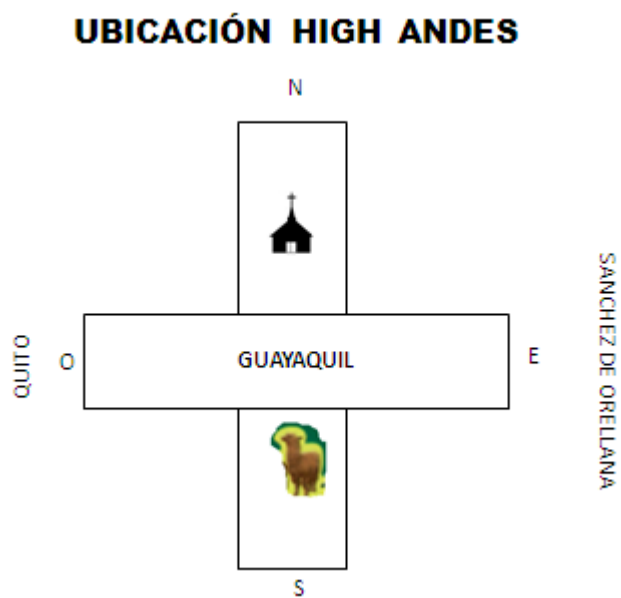 UBICACIÓN HIGH ANDES
N
QUITO
O
GUAYAQUIL
E
SANCHEZ DE ORELLANA
S